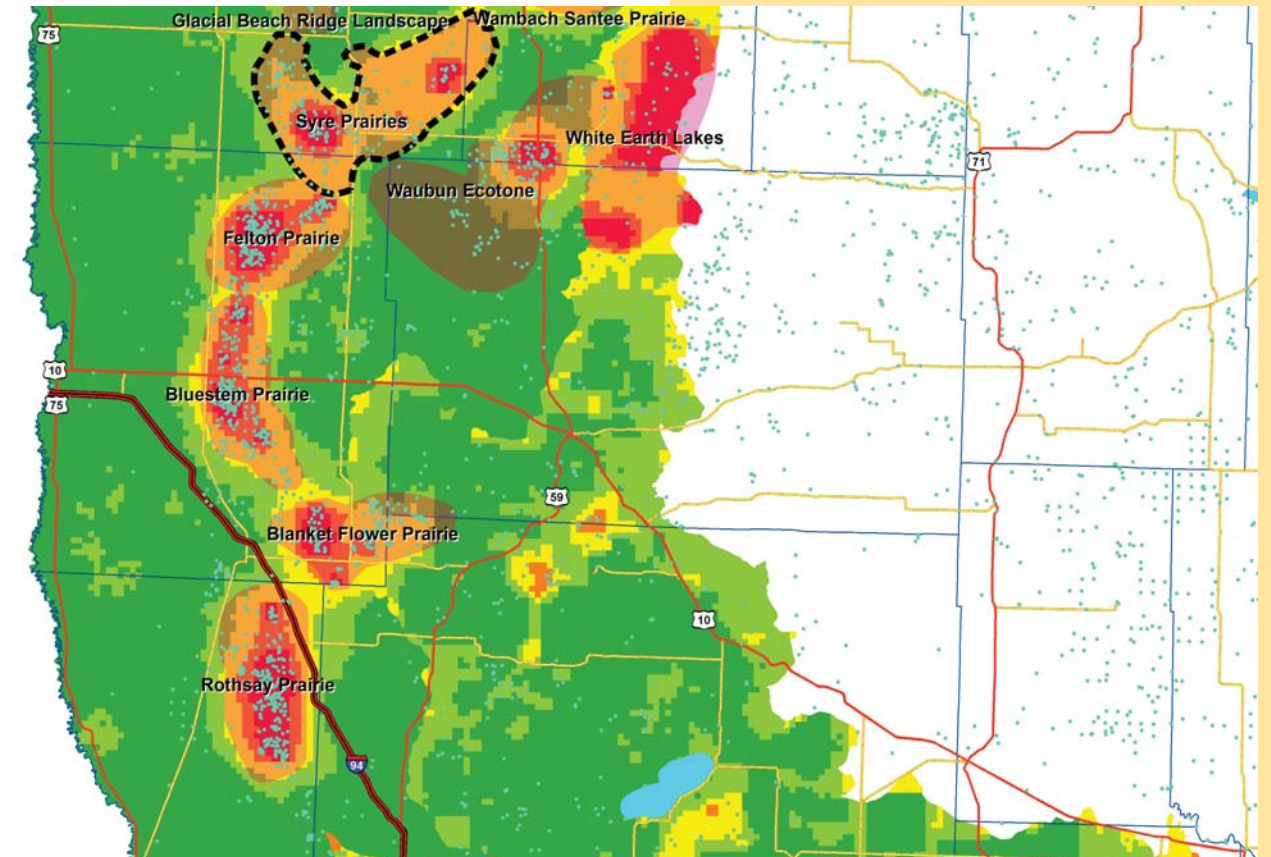 Glacial Beach Ridge Landscape
Wambach Santee Prairie
75
Syre Prairies
White Earth Lakes
71
Waubun Ecotone
Felton Prairie
10
75
Bluestem Prairie
59
Blanket Flower Prairie
10
Rothsay Prairie
94